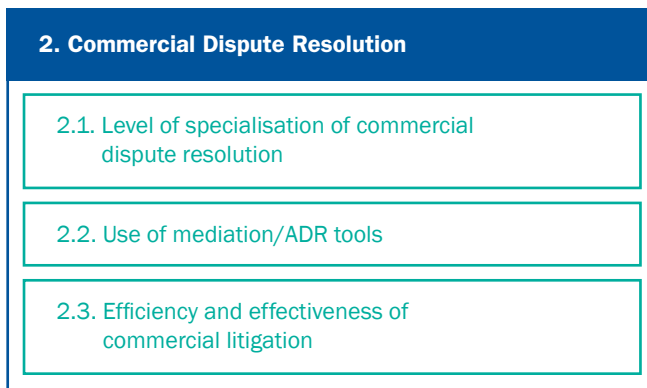 2. Commercial Dispute Resolution
2.1. Level of specialisation of commercial
dispute resolution
2.2. Use of mediation/ADR tools
2.3. Efficiency and effectiveness of
commercial litigation